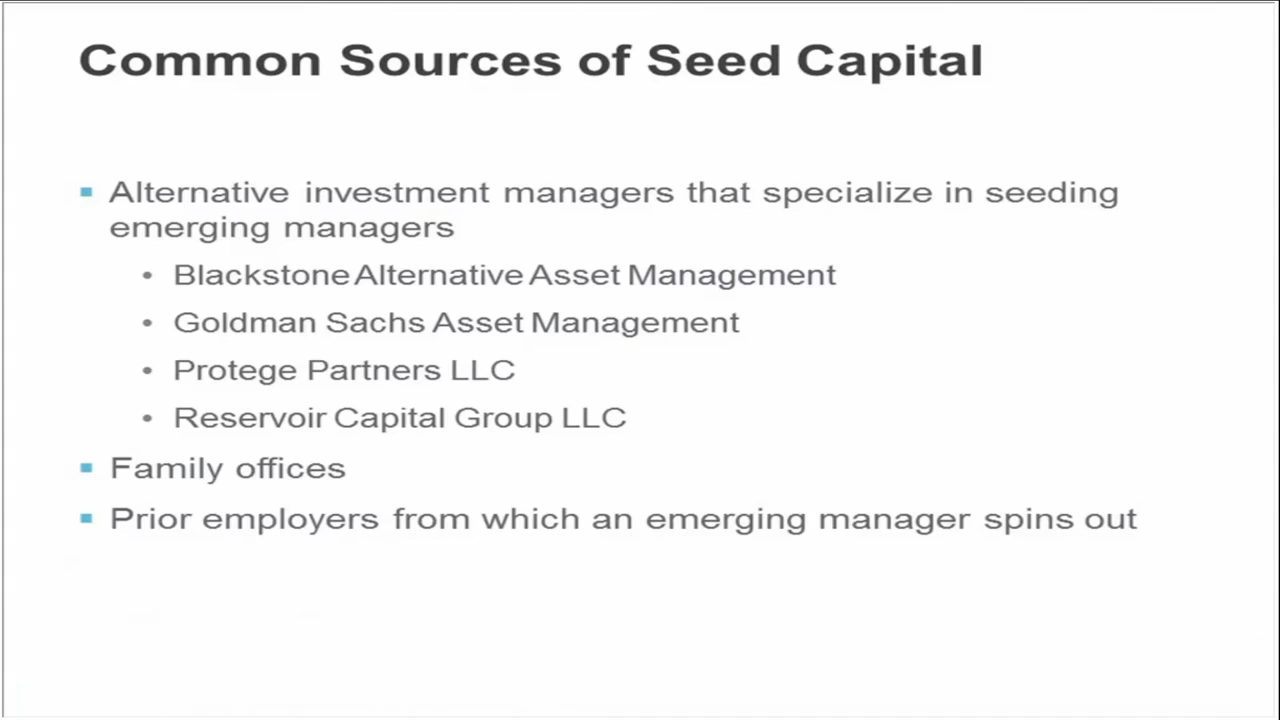 Common Sources of Seed Capital
▪ Alternative investment managers that specialize in seeding
emerging managers
• Blackstone Alternative Asset Management
• Goldman Sachs Asset Management
• Protege Partners LLC
• Reservoir Capital Group LLC
▪ Family offices
▪ Prior employers from which an emerging manager spins out